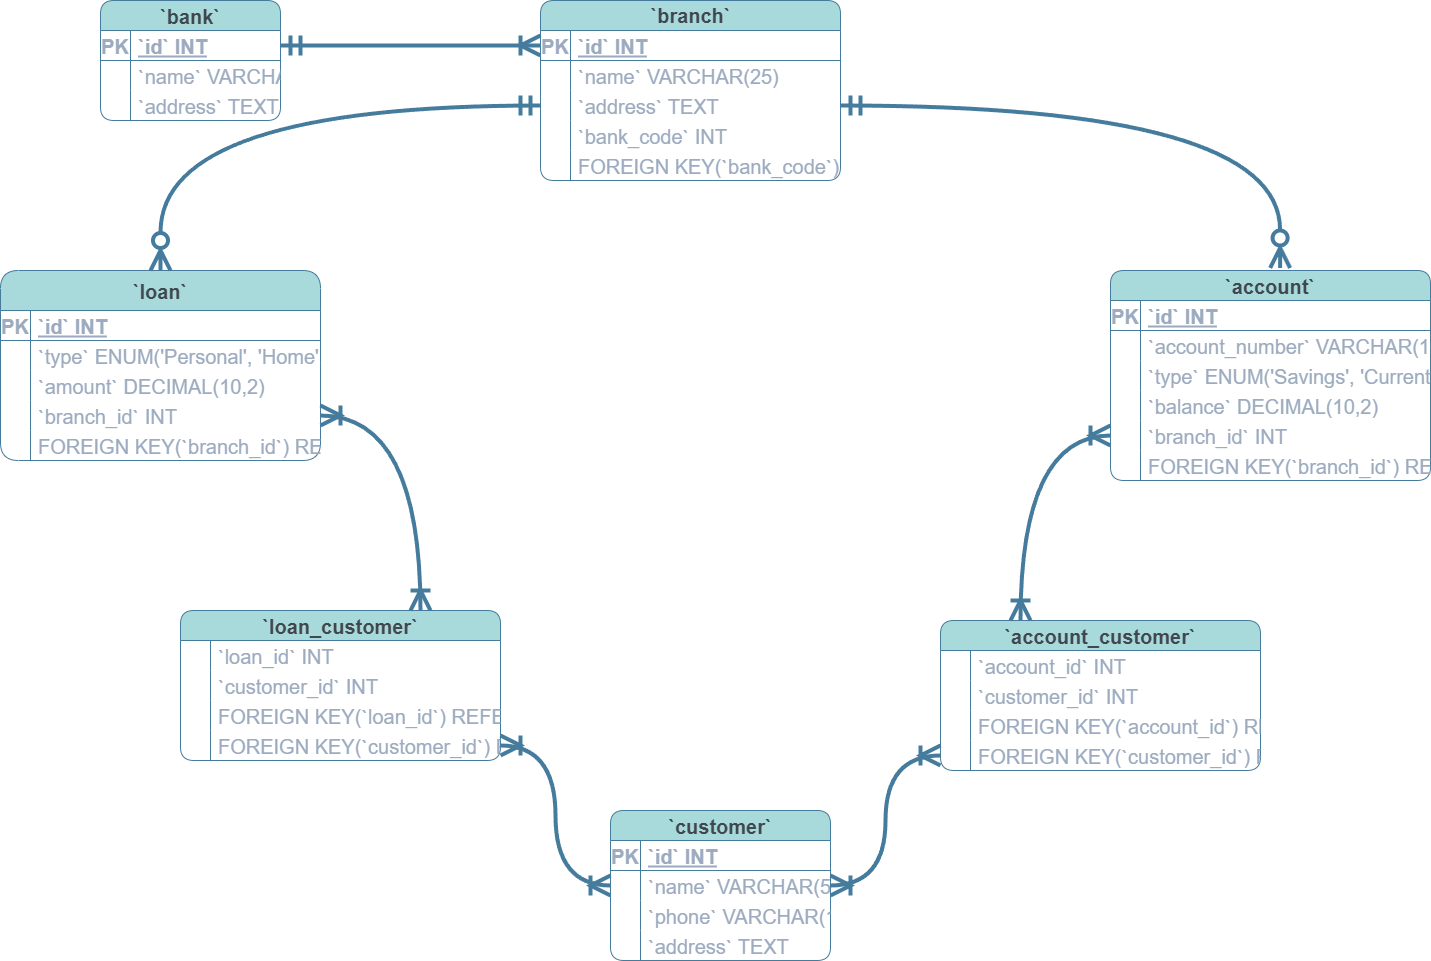 `bank`
PK `id` INT
`name` VARCHA
`address` TEXT
`branch`
PK `id` INT
`name` VARCHAR(25)
`address` TEXT
`bank_code` INT
FOREIGN KEY(`bank_code`)
`loan`
PK `id` INT
`type` ENUM('Personal', 'Home'
`amount` DECIMAL(10,2)
`branch_id` INT
FOREIGN KEY(`branch_id`) RE
`account`
PK `id` INT
`account_number` VARCHAR(1
`type` ENUM('Savings', 'Current
`balance` DECIMAL(10,2)
`branch_id` INT
FOREIGN KEY(`branch_id`) RE
`loan_customer`
`loan_id` INT
`customer_id` INT
FOREIGN KEY(`loan_id`) REFE
FOREIGN KEY(`customer_id`)
`account_customer`
`account_id` INT
`customer_id` INT
FOREIGN KEY(`account_id`) R
FOREIGN KEY(`customer_id`)
`customer`
PK `id` INT
`name` VARCHAR(5
`phone` VARCHAR(
`address` TEXT